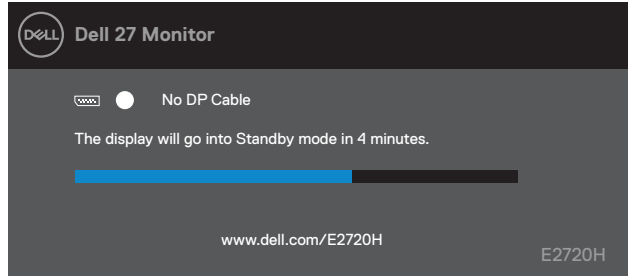 DELL Dell 27 Monitor
No DP Cable
The display will go into Standby mode in 4 minutes.
www.dell.com/E2720H
E2720H